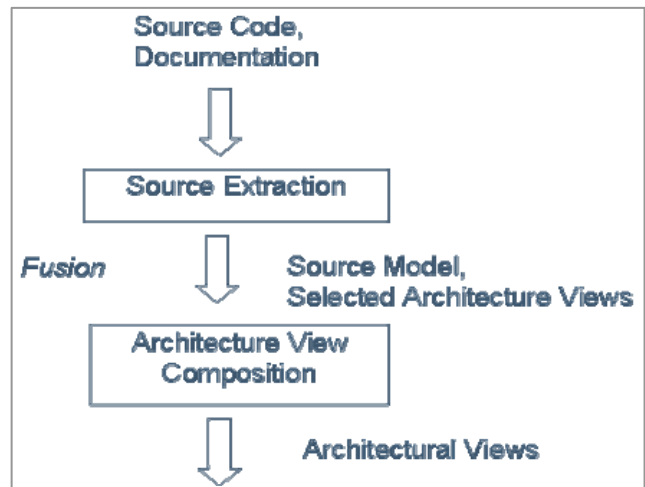 Source Code,
Documentation
Source Extraction
Fusion
Source Model,
Selected Architecture Views
Architecture View
Composition
Architectural Views